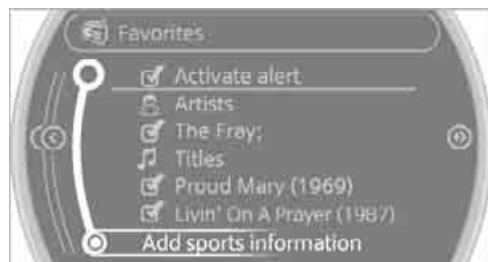 Favorites
Activate alert
Artists
The Fray;
Titles
Proud Mary (1969)
Livin' On A Prayer (1987)
Add sports information